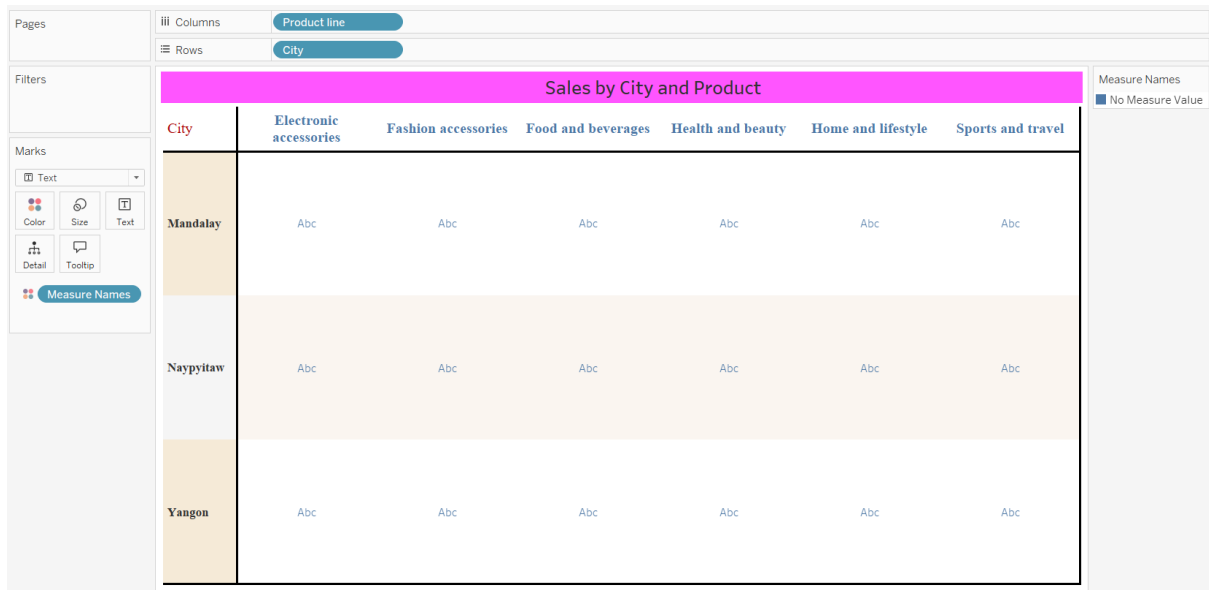 Pages
Columns
Product line
Rows
City
Filters
Marks
Text
Color
Size
Text
Detail
Tooltip
Measure Names
Sales by City and Product
City
Electronic
accessories
Fashion accessories
Food and beverages
Health and beauty
Home and lifestyle
Sports and travel
Mandalay
Abc
Abc
Abc
Abc
Abc
Abc
Naypyitaw
Abc
Abc
Abc
Abc
Abc
Abc
Yangon
Abc
Abc
Abc
Abc
Abc
Abc
Measure Names
No Measure Value